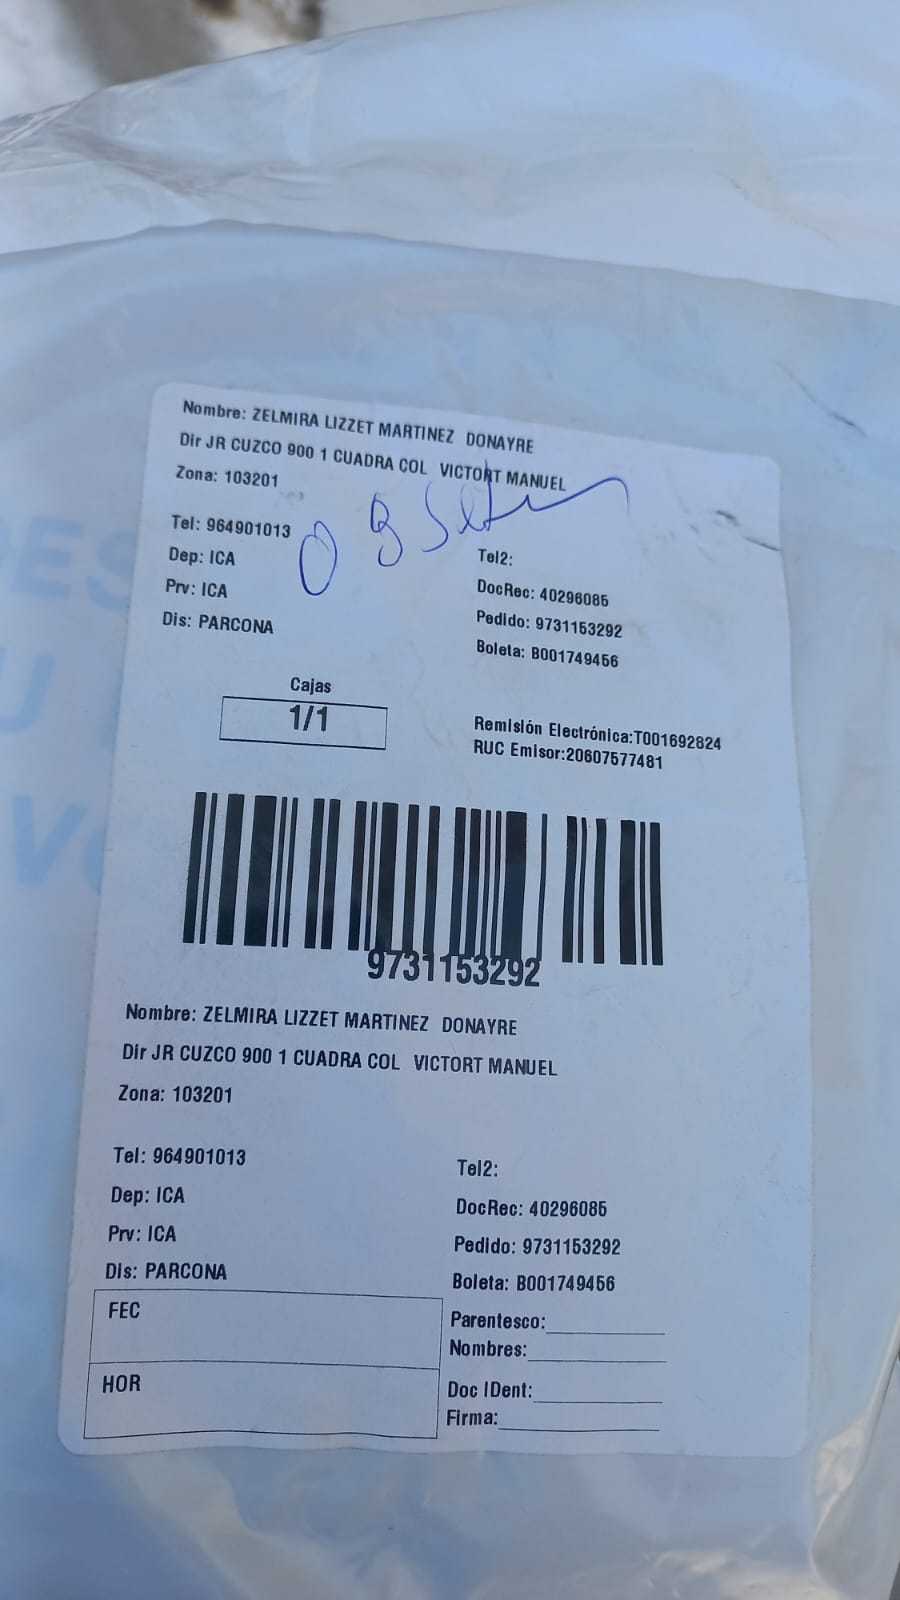 Nombre: ZELMIRA LIZZET MARTINEZ DONAYRE
Dir JR CUZCO 900 1 CUADRA COL VICTORT MANUEL
Zona: 103201
Tel: 964901013
Dep: ICA
Prv: ICA
Dis: PARCONA
Tel2:
DocRec: 40296085
Pedido: 9731153292
Boleta: B001749456
Cajas
1/1
Remisión Electrónica:T001692824
RUC Emisor:20607577481
9731153292
Nombre: ZELMIRA LIZZET MARTINEZ DONAYRE
Dir JR CUZCO 900 1 CUADRA COL VICTORT MANUEL
Zona: 103201
Tel: 964901013
Dep: ICA
Prv: ICA
Dis: PARCONA
Tel2:
DocRec: 40296085
Pedido: 9731153292
Boleta: B001749456
FEC
HOR
Parentesco:
Nombres:
Doc IDent:
Firma: